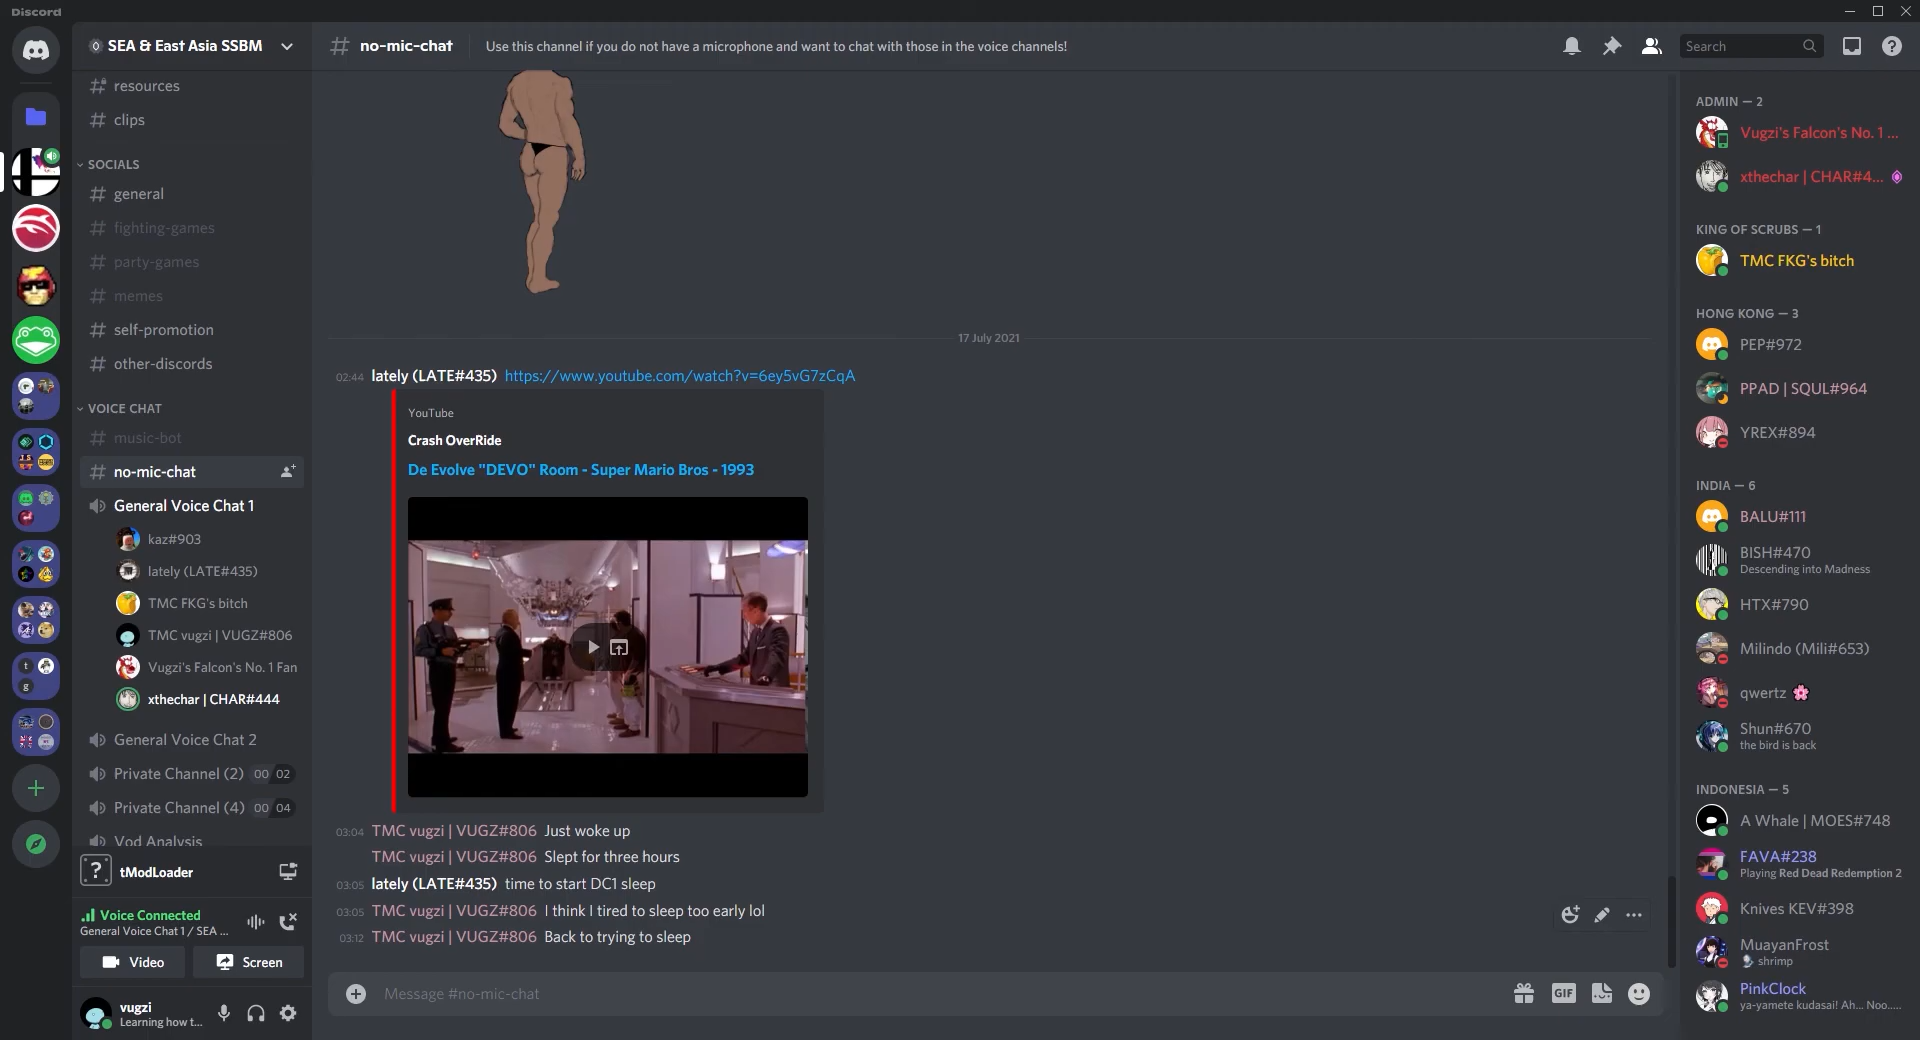 Discord
SEA & East Asia SSBM
resources
clips
SOCIALS
general
fighting-games
party-games
memes
self-promotion
other-discords
VOICE CHAT
music-bot
no-mic-chat
General Voice Chat 1
kaz#903
lately (LATE#435)
TMC FKG's bitch
TMC vugzi | VUGZ#806
Vugzi's Falcon's No. 1 Fan
xthechar | CHAR#444
General Voice Chat 2
Private Channel (2) 00 02
Private Channel (4) 00 04
Vod Analysis
? tModLoader
Voice Connected
General Voice Chat 1 / SEA ...
Video Screen
vugzi
Learning how t...
t
g
# no-mic-chat Use this channel if you do not have a microphone and want to chat with those in the voice channels!
Search
17 July 2021
02:44 lately (LATE#435) https://www.youtube.com/watch?v=6ey5vG7zCqA
YouTube
Crash OverRide
De Evolve "DEVO" Room - Super Mario Bros - 1993
03:04 TMC vugzi | VUGZ#806 Just woke up
TMC vugzi | VUGZ#806 Slept for three hours
03:05 lately (LATE#435) time to start DC1 sleep
03:05 TMC vugzi | VUGZ#806 I think I tired to sleep too early lol
03:12 TMC vugzi | VUGZ#806 Back to trying to sleep
Message #no-mic-chat
GIF
ADMIN — 2
Vugzi's Falcon's No. 1 ...
xthechar | CHAR#4...
KING OF SCRUBS — 1
TMC FKG's bitch
HONG KONG — 3
PEP#972
PPAD | SQUL#964
YREX#894
INDIA — 6
BALU#111
BISH#470
Descending into Madness
HTX#790
Milindo (Mili#653)
qwertz 🌸
Shun#670
the bird is back
INDONESIA — 5
A Whale | MOES#748
FAVA#238
Playing Red Dead Redemption 2
Knives KEV#398
MuayanFrost
shrimp
PinkClock
ya-yamete kudasai! Ah... Noo.....